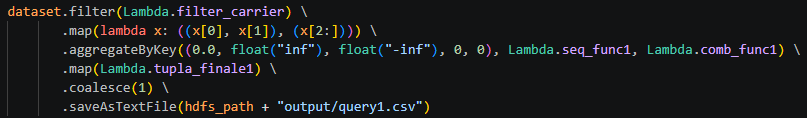 dataset.filter(Lambda.filter_carrier) \
.map(lambda x: ((x[0], x[1]), (x[2:]))) \
.aggregateByKey((0.0, float("inf"), float("-inf"), 0, 0), Lambda.seq_func1, Lambda.comb_func1) \
.map(Lambda.tupla_finale1) \
.coalesce(1) \
.saveAsTextFile(hdfs_path + "output/query1.csv")